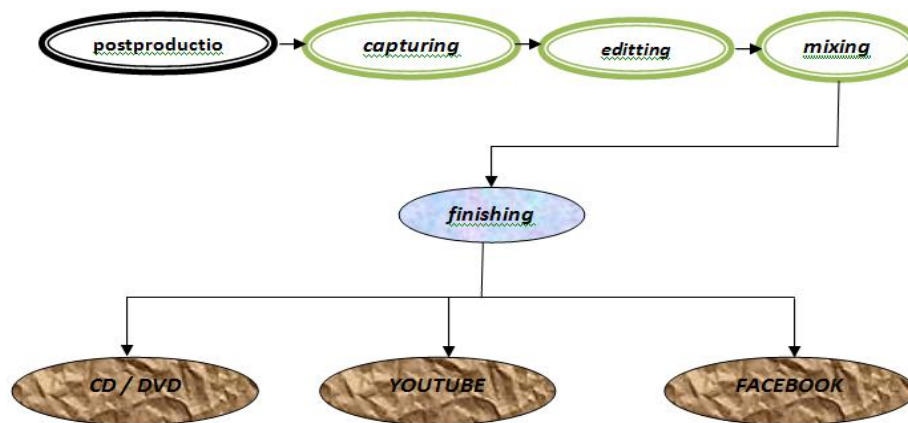 postproductio
capturing
editting
mixing
finishing
CD / DVD
YOUTUBE
FACEBOOK